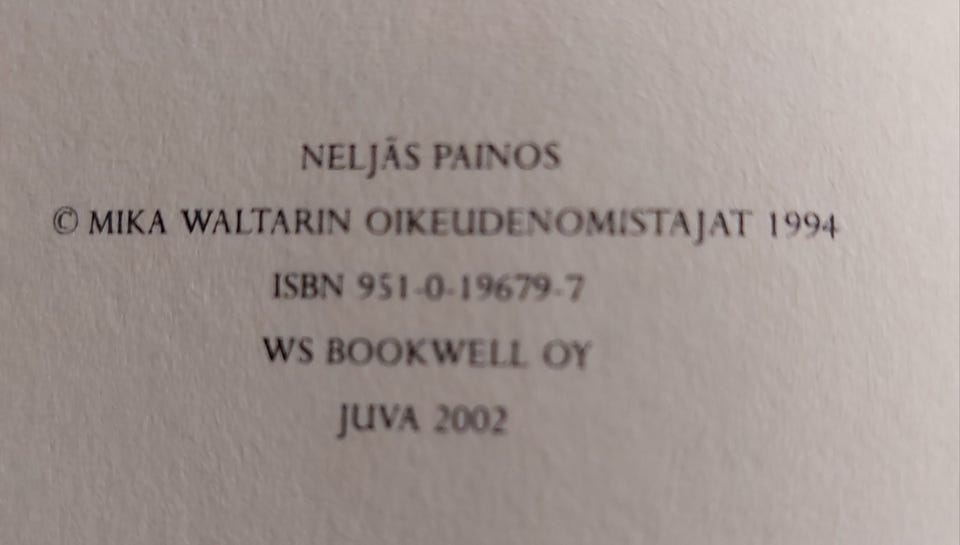 NELJÄS PAINOS
© MIKA WALTARIN OIKEUDENOMISTAJAT 1994
ISBN 951-0-19679-7
WS BOOKWELL OY
JUVA 2002